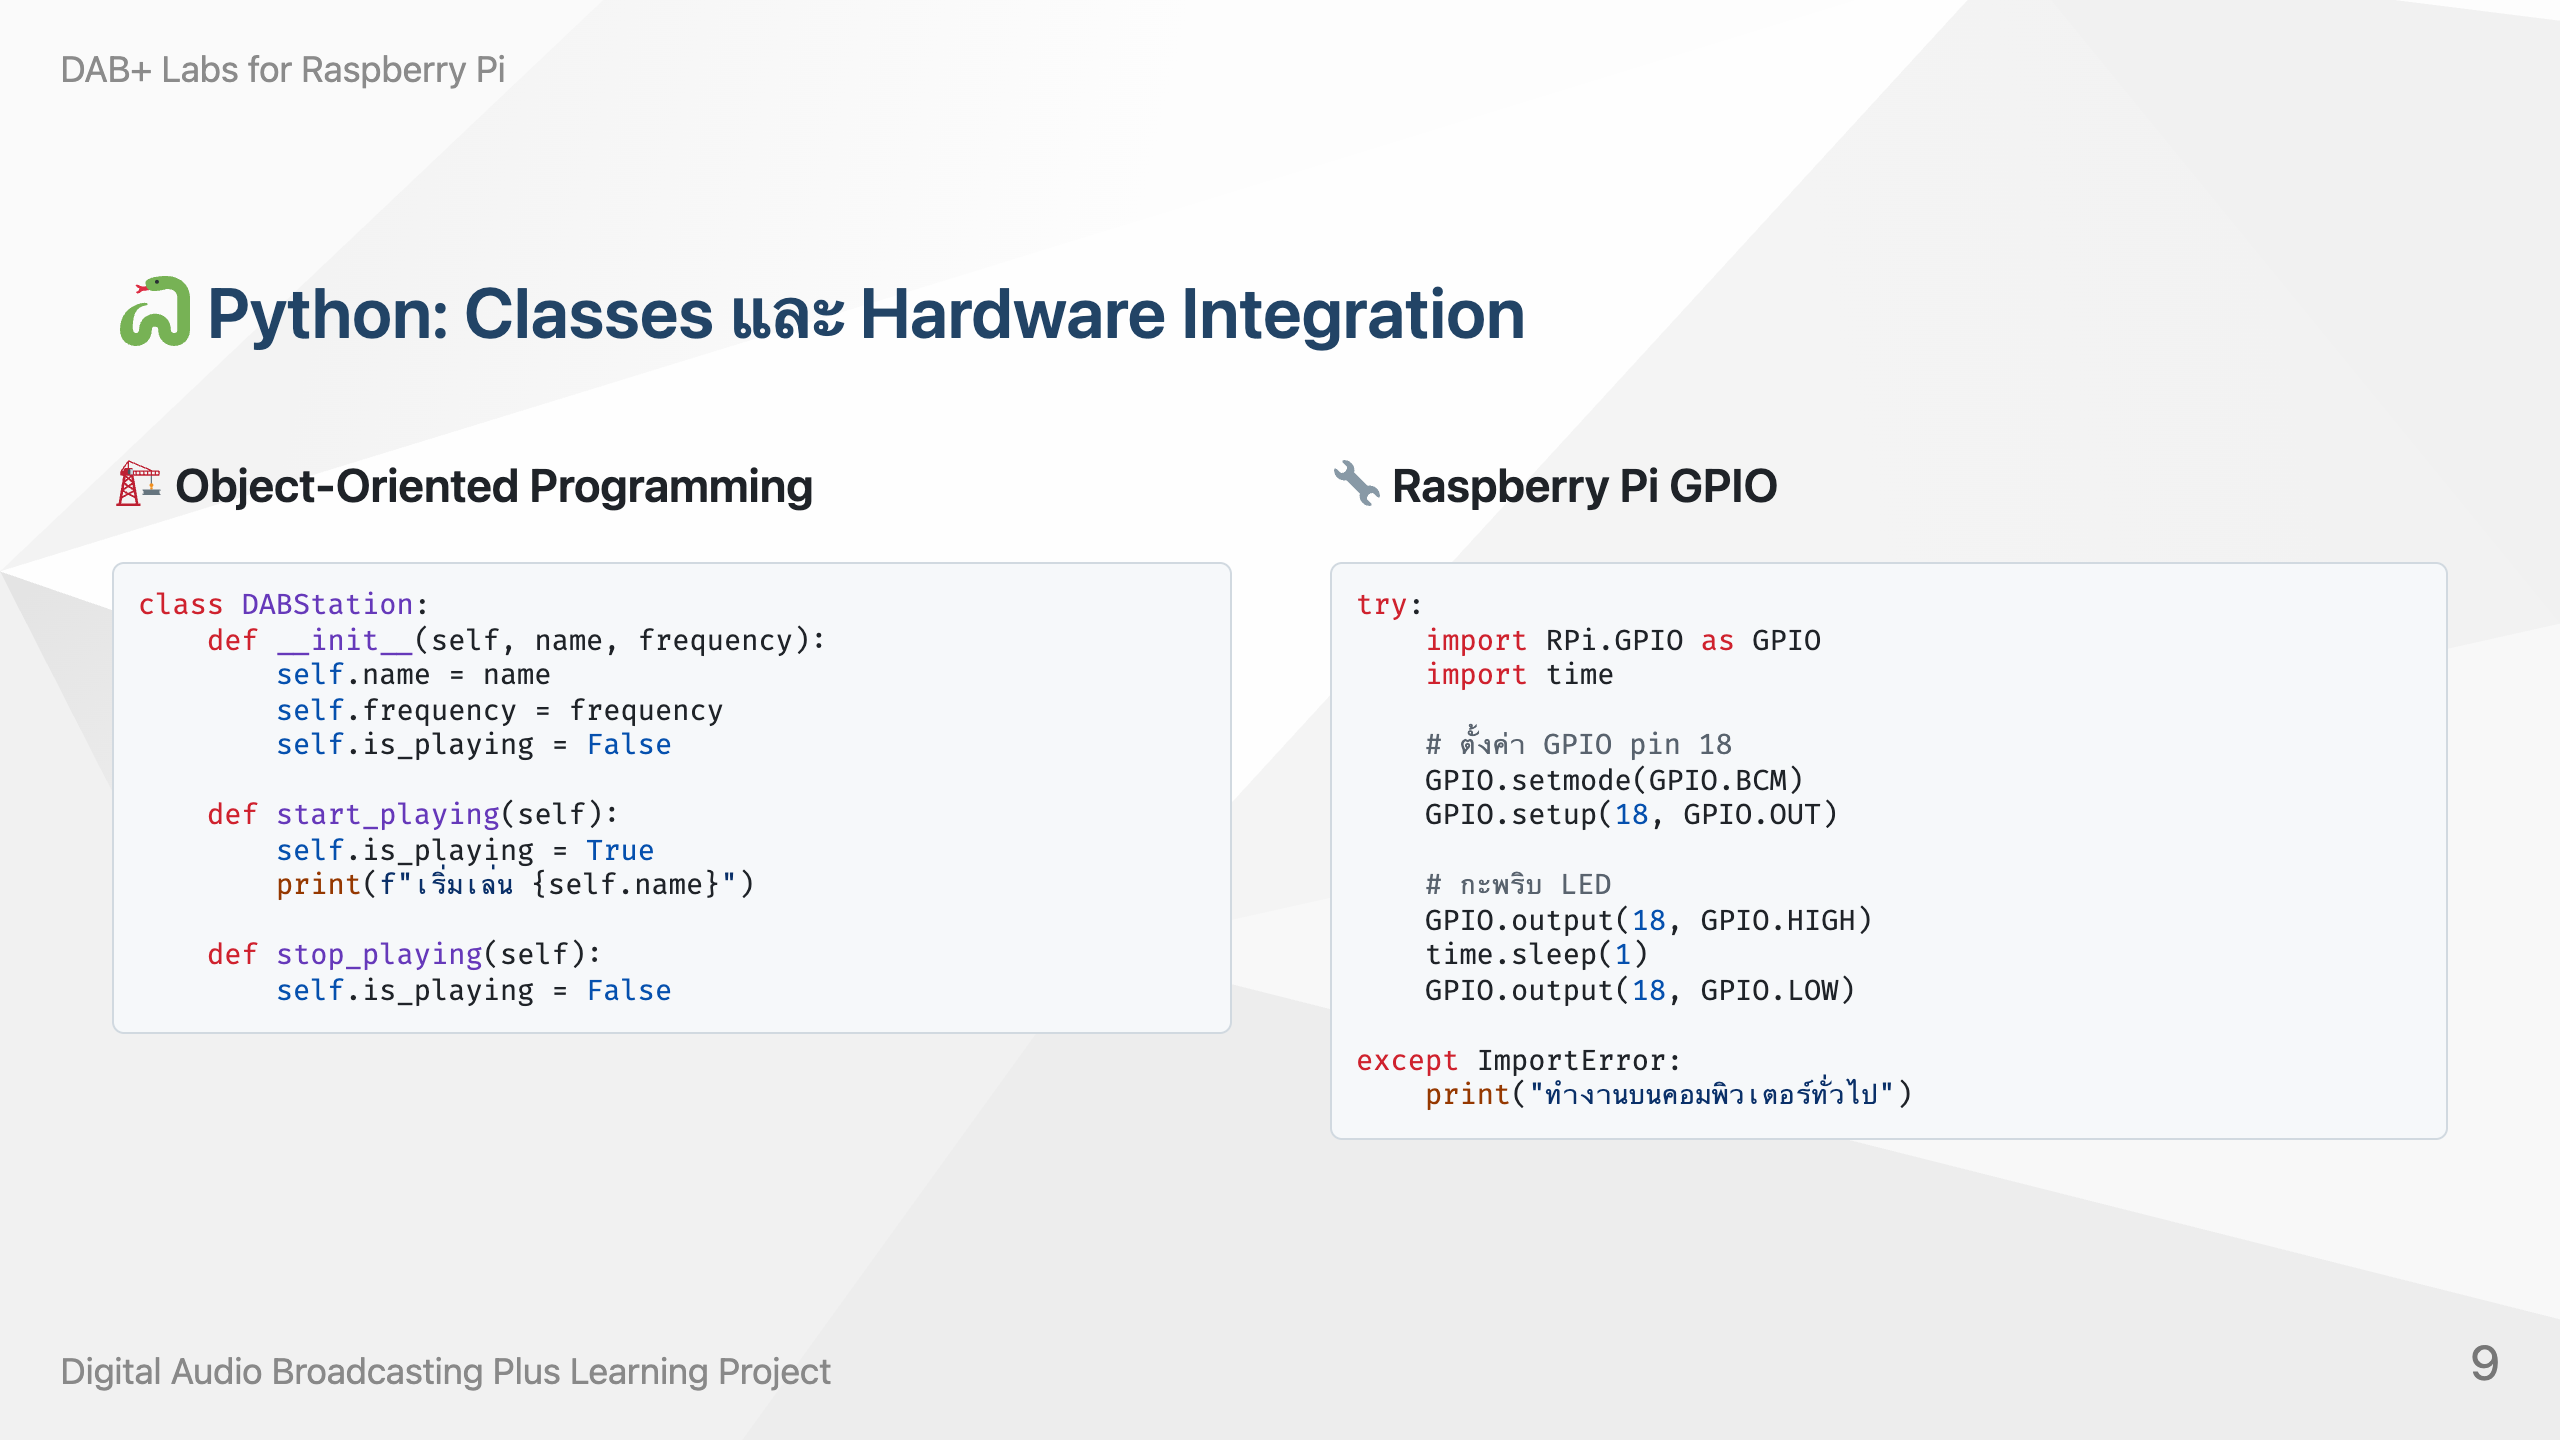 DAB+ Labs for Raspberry Pi
🐍 Python: Classes และ Hardware Integration
🏗️ Object-Oriented Programming
class DABStation:
    def __init__(self, name, frequency):
        self.name = name
        self.frequency = frequency
        self.is_playing = False

    def start_playing(self):
        self.is_playing = True
        print(f"เริ่มเล่น {self.name}")

    def stop_playing(self):
        self.is_playing = False
🔧 Raspberry Pi GPIO
try:
    import RPi.GPIO as GPIO
    import time

    # ตั้งค่า GPIO pin 18
    GPIO.setmode(GPIO.BCM)
    GPIO.setup(18, GPIO.OUT)

    # กะพริบ LED
    GPIO.output(18, GPIO.HIGH)
    time.sleep(1)
    GPIO.output(18, GPIO.LOW)

except ImportError:
    print("ทำงานบนคอมพิวเตอร์ทั่วไป")
Digital Audio Broadcasting Plus Learning Project
9